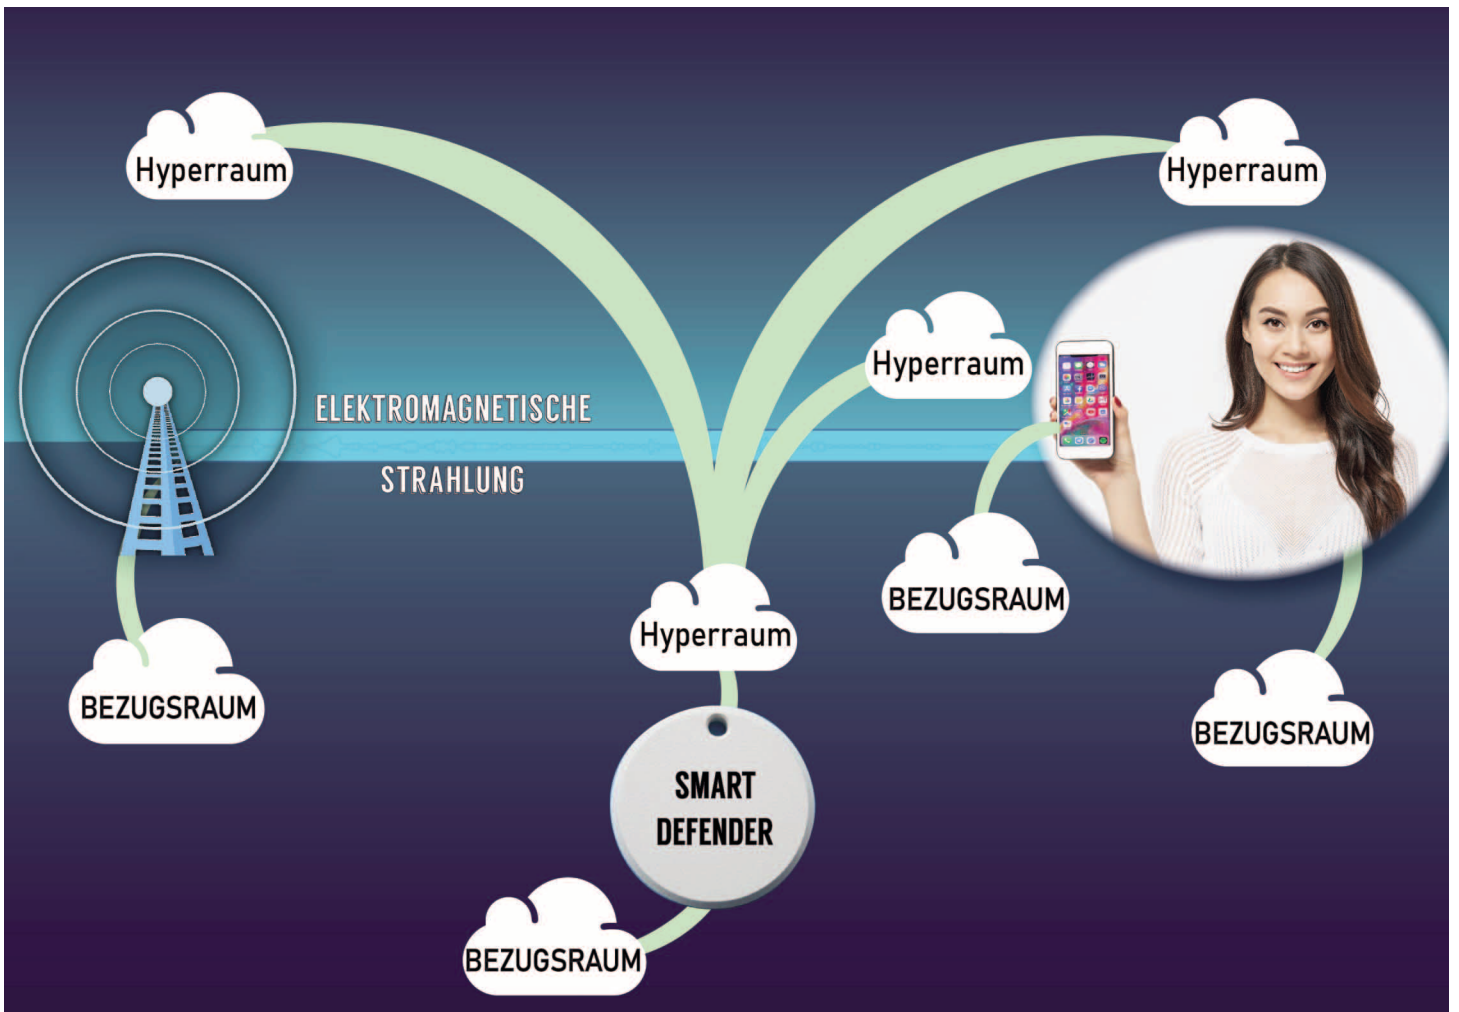 Hyperraum
Hyperraum
Hyperraum
ELEKTROMAGNETISCHE
STRAHLUNG
BEZUGSRAUM
Hyperraum
BEZUGSRAUM
BEZUGSRAUM
SMART
DEFENDER
BEZUGSRAUM